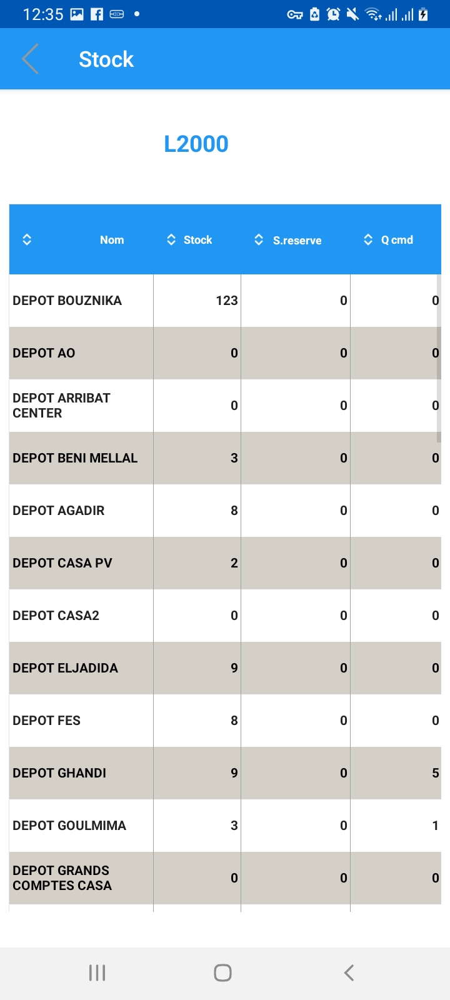 12:35
Stock
L2000
Nom Stock S.reserve Q cmd
DEPOT BOUZNIKA 123 0 0
DEPOT AO 0 0 0
DEPOT ARRIBAT
CENTER 0 0 0
DEPOT BENI MELLAL 3 0 0
DEPOT AGADIR 8 0 0
DEPOT CASA PV 2 0 0
DEPOT CASA2 0 0 0
DEPOT ELJADIDA 9 0 0
DEPOT FES 8 0 0
DEPOT GHANDI 9 0 5
DEPOT GOULMIMA 3 0 1
DEPOT GRANDS
COMPTES CASA 0 0 0